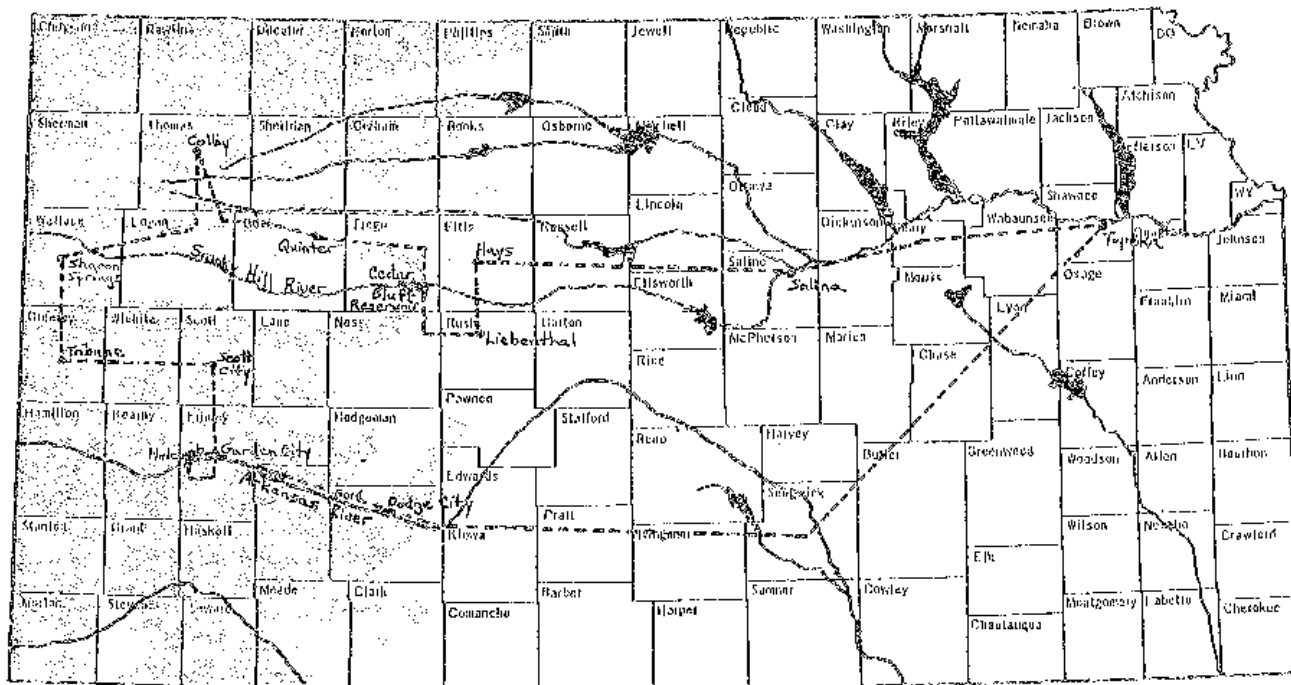 Cheyenne
Rawlins
Decatur
Norton
Phillips
Smith
Jewell
Republic
Washington
Marshall
Nemaha
Brown
DO
Sherman
Thomas
Sheridan
Graham
Rooks
Osborne
Mitchell
Cloud
Clay
Riley
Pottawatomie
Jackson
Atchison
Jefferson
LV
Colby
Wallace
Logan
Gove
Trego
Ellis
Russell
Lincoln
Ottawa
Dickinson
Geary
Wabaunsee
Shawnee
WY
Quinter
Hays
Saline
Topeka
Douglas
Johnson
Sharon
Springs
Smoky Hill River
Cedar
Bluff
Reservoir
Ellsworth
Salina
Morris
Osage
Franklin
Miami
Greeley
Wichita
Scott
Lane
Ness
Rush
Liebenthal
Barton
McPherson
Marion
Lyon
Tribune
Scott
City
Rice
Chase
Coffey
Anderson
Linn
Hamilton
Kearny
Finney
Hodgeman
Pawnee
Stafford
Reno
Harvey
Butler
Greenwood
Woodson
Allen
Bourbon
Holcomb
Garden City
Edwards
Sedgwick
Arkansas
River
Ford
Dodge City
Stanton
Grant
Haskell
Kiowa
Pratt
Kingman
Elk
Wilson
Neosho
Crawford
Morton
Stevens
Seward
Meade
Clark
Comanche
Barber
Harper
Sumner
Cowley
Chautauqua
Montgomery
Labette
Cherokee